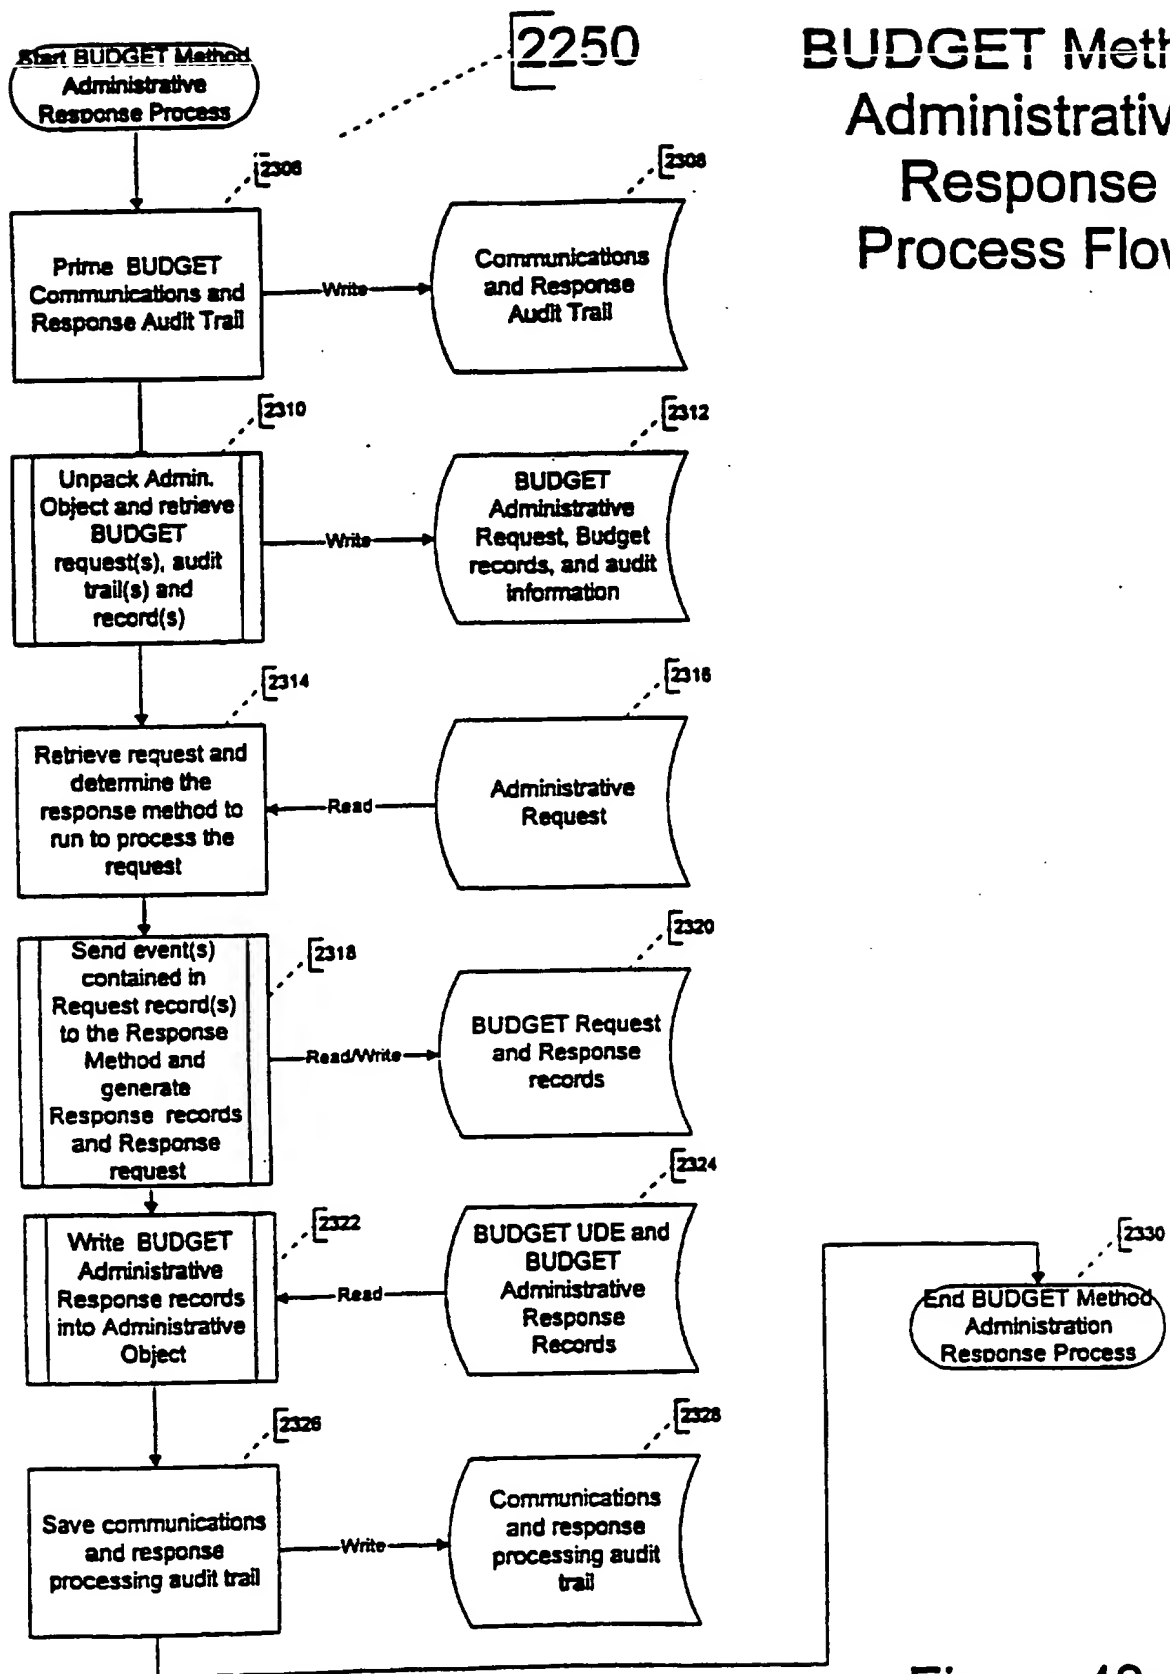 2250
BUDGET Meth
Administrativ
Response
Process Flow
Start BUDGET Method
Administrative
Response Process
2306
Prime BUDGET
Communications and
Response Audit Trail
Write
2308
Communications
and Response
Audit Trail
2310
Unpack Admin.
Object and retrieve
BUDGET
request(s), audit
trail(s) and
record(s)
Write
2312
BUDGET
Administrative
Request, Budget
records, and audit
information
2314
Retrieve request and
determine the
response method to
run to process the
request
Read
2316
Administrative
Request
2318
Send event(s)
contained in
Request record(s)
to the Response
Method and
generate
Response records
and Response
request
Read/Write
2320
BUDGET Request
and Response
records
2322
Write BUDGET
Administrative
Response records
into Administrative
Object
Read
2324
BUDGET UDE and
BUDGET
Administrative
Response
Records
2326
Save communications
and response
processing audit trail
Write
2328
Communications
and response
processing audit
trail
2330
End BUDGET Method
Administration
Response Process